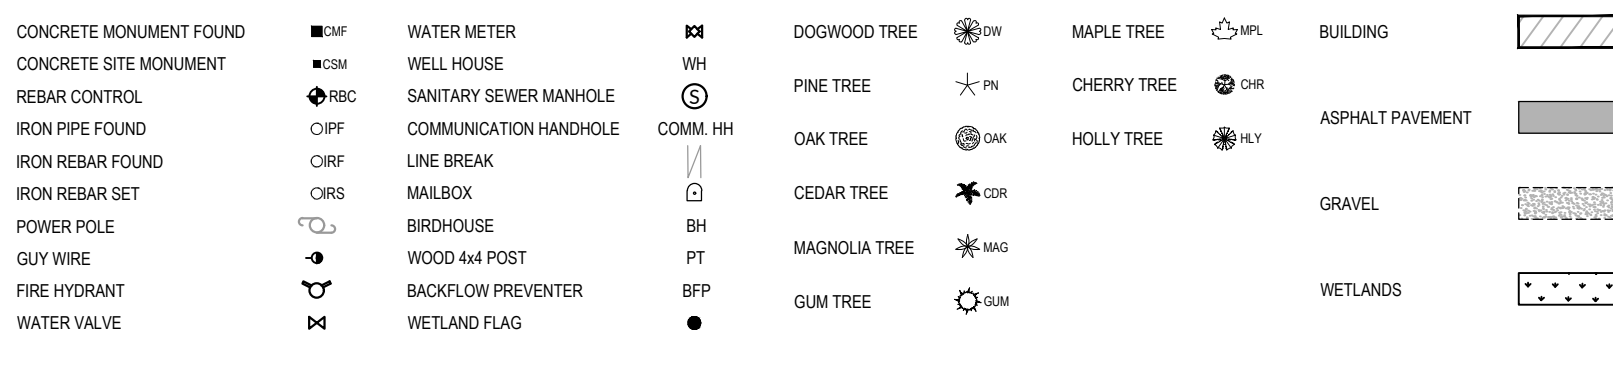 CONCRETE MONUMENT FOUND CMF
CONCRETE SITE MONUMENT CSM
REBAR CONTROL RBC
IRON PIPE FOUND IPF
IRON REBAR FOUND IRF
IRON REBAR SET IRS
POWER POLE
GUY WIRE
FIRE HYDRANT
WATER VALVE
WATER METER
WELL HOUSE WH
SANITARY SEWER MANHOLE S
COMMUNICATION HANDHOLE COMM. HH
LINE BREAK
MAILBOX
BIRDHOUSE BH
WOOD 4x4 POST PT
BACKFLOW PREVENTER BFP
WETLAND FLAG
DOGWOOD TREE DW
PINE TREE PN
OAK TREE OAK
CEDAR TREE CDR
MAGNOLIA TREE MAG
GUM TREE GUM
MAPLE TREE MPL
CHERRY TREE CHR
HOLLY TREE HLY
BUILDING
ASPHALT PAVEMENT
GRAVEL
WETLANDS